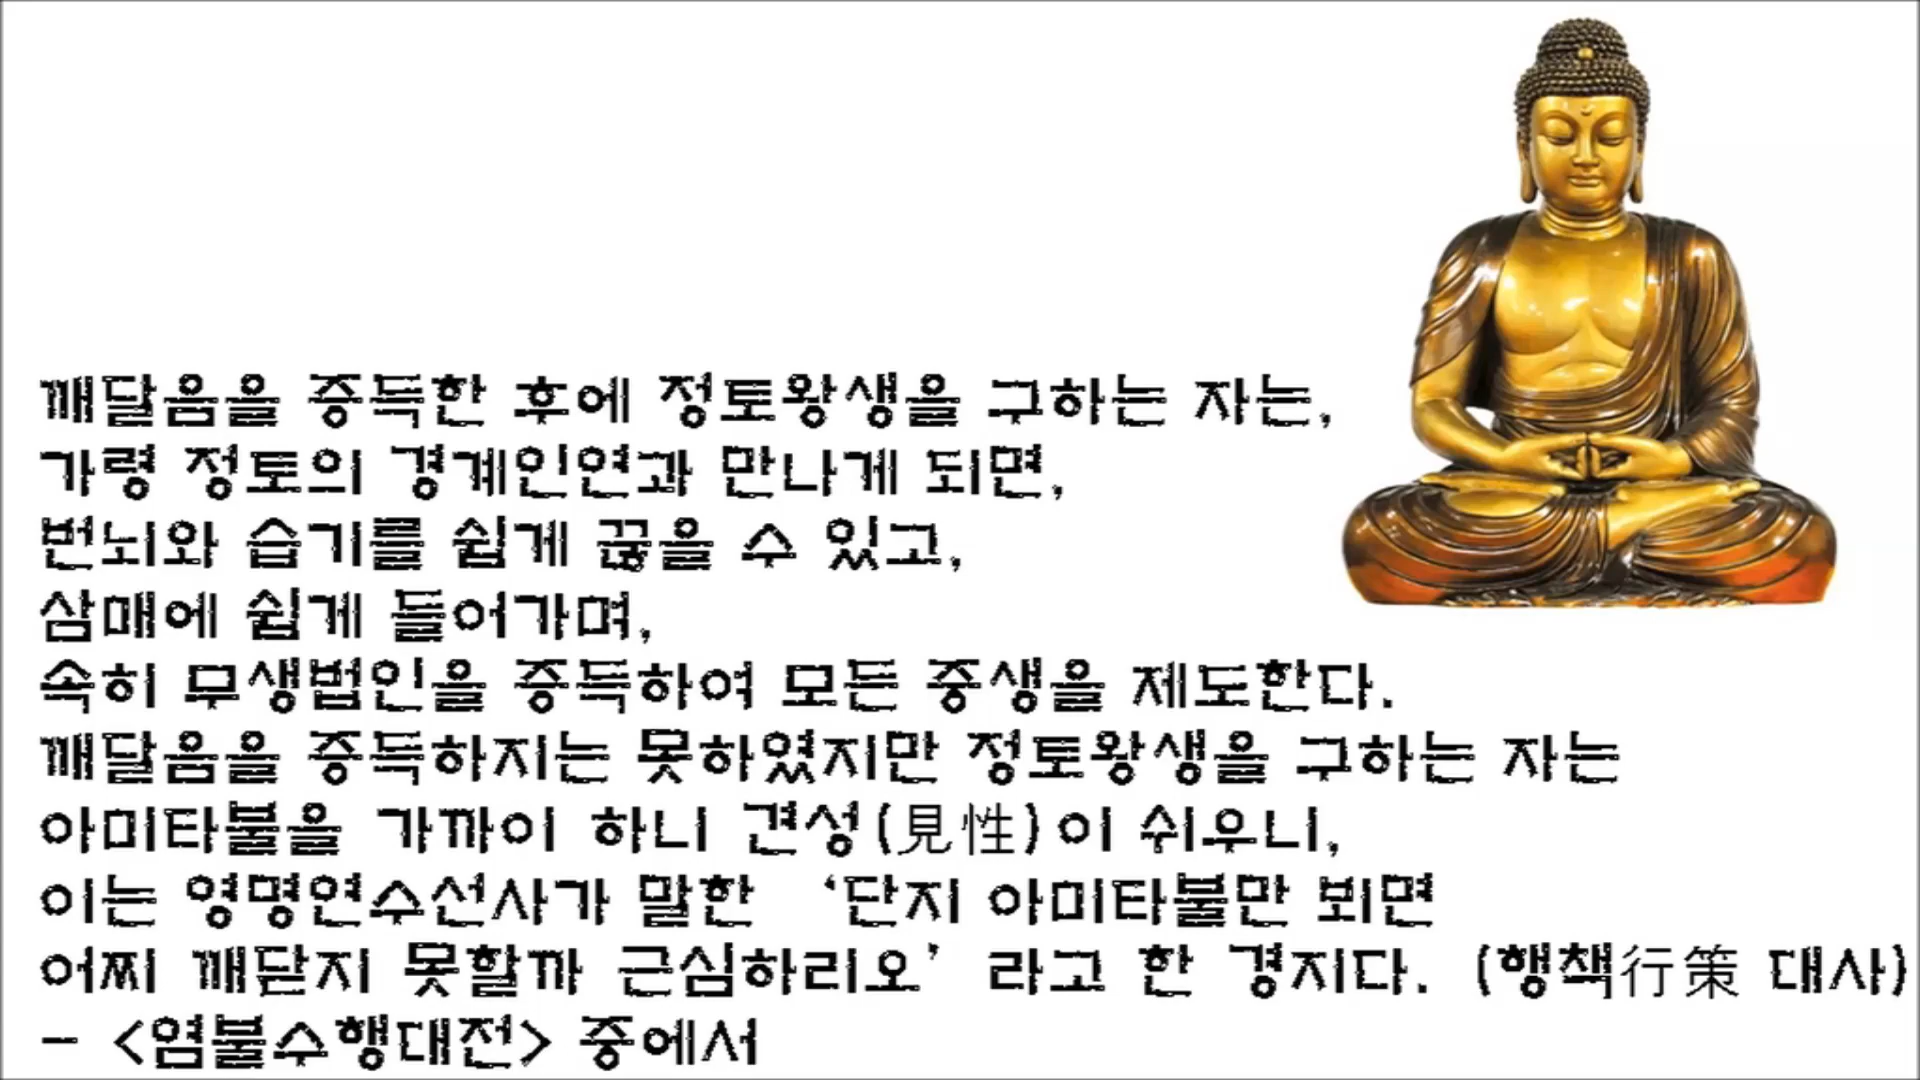 깨달음을 증득한 후에 정토왕생을 구하는 자는,
가령 정토의 경계인연과 만나게 되면,
번뇌와 습기를 쉽게 끊을 수 있고,
삼매에 쉽게 들어가며,
속히 무생법인을 증득하여 모든 중생을 제도한다.
깨달음을 증득하지는 못하였지만 정토왕생을 구하는 자는
아미타불을 가까이 하니 견성(見性)이 쉬우니,
이는 영명연수선사가 말한 ‘단지 아미타불만 뵈면
어찌 깨닫지 못할까 근심하리오’ 라고 한 경지다. (행책行策 대사)
- <염불수행대전> 중에서